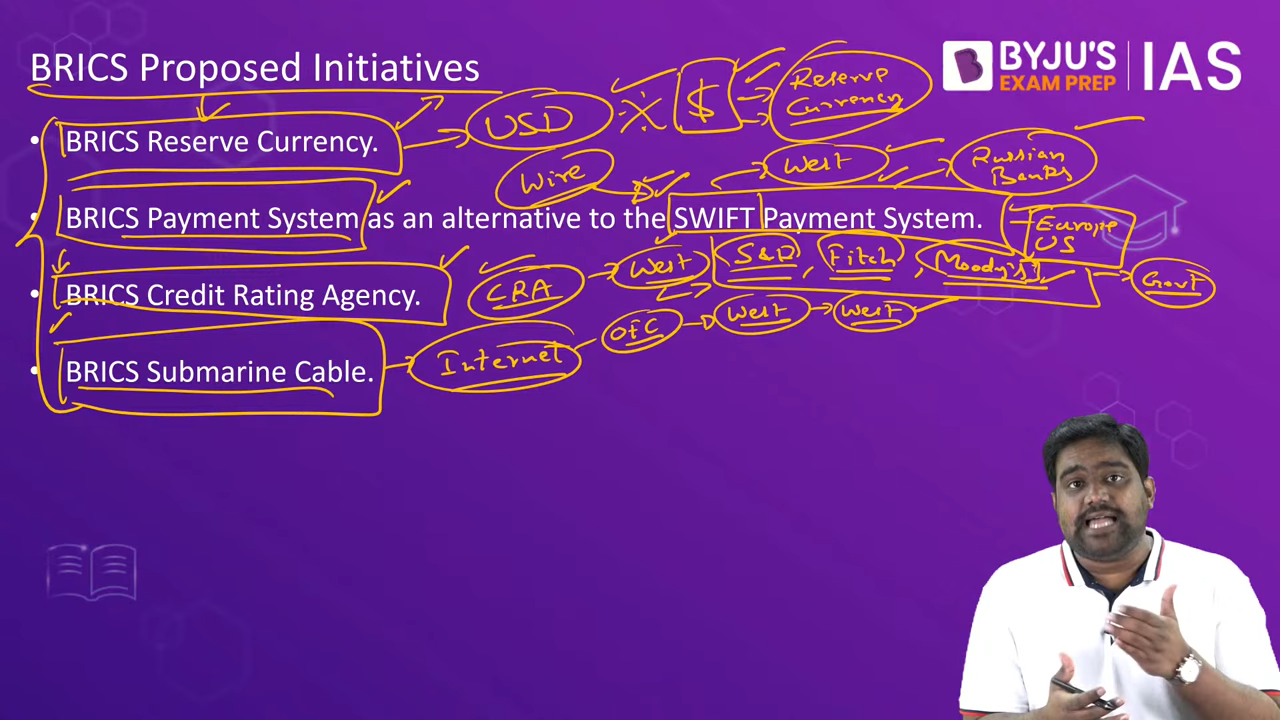 BRICS Proposed Initiatives
BYJU'S
EXAM PREP
IAS
• BRICS Reserve Currency.
USD
$
Reserve
Currency
Wire
West
Russian
Banks
• BRICS Payment System as an alternative to the SWIFT Payment System.
Europe
US
• BRICS Credit Rating Agency.
CRA
West
S&P, Fitch, Moody's
Govt
OFC
West
West
• BRICS Submarine Cable.
Internet